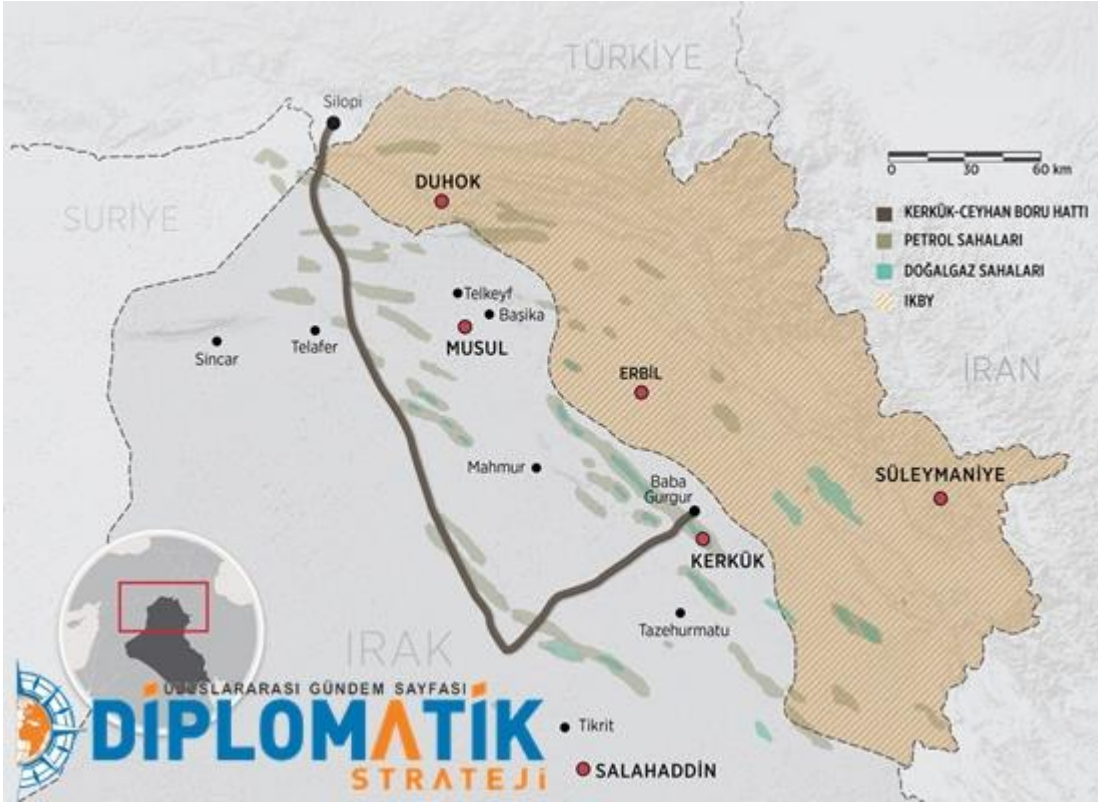 TÜRKİYE
Silopi
0 30 60 km
DUHOK
SURİYE
KERKÜK-CEYHAN BORU HATTI
PETROL SAHALARI
DOĞALGAZ SAHALARI
IKBY
Telkeyf
Başika
MUSUL
Telafer
Sincar
ERBİL
İRAN
Mahmur
Baba
Gurgur
SÜLEYMANİYE
KERKÜK
Tazehurmatu
IRAK
ULUSLARARASI GÜNDEM SAYFASI
DİPLOMATİK
STRATEJİ
Tikrit
SALAHADDİN